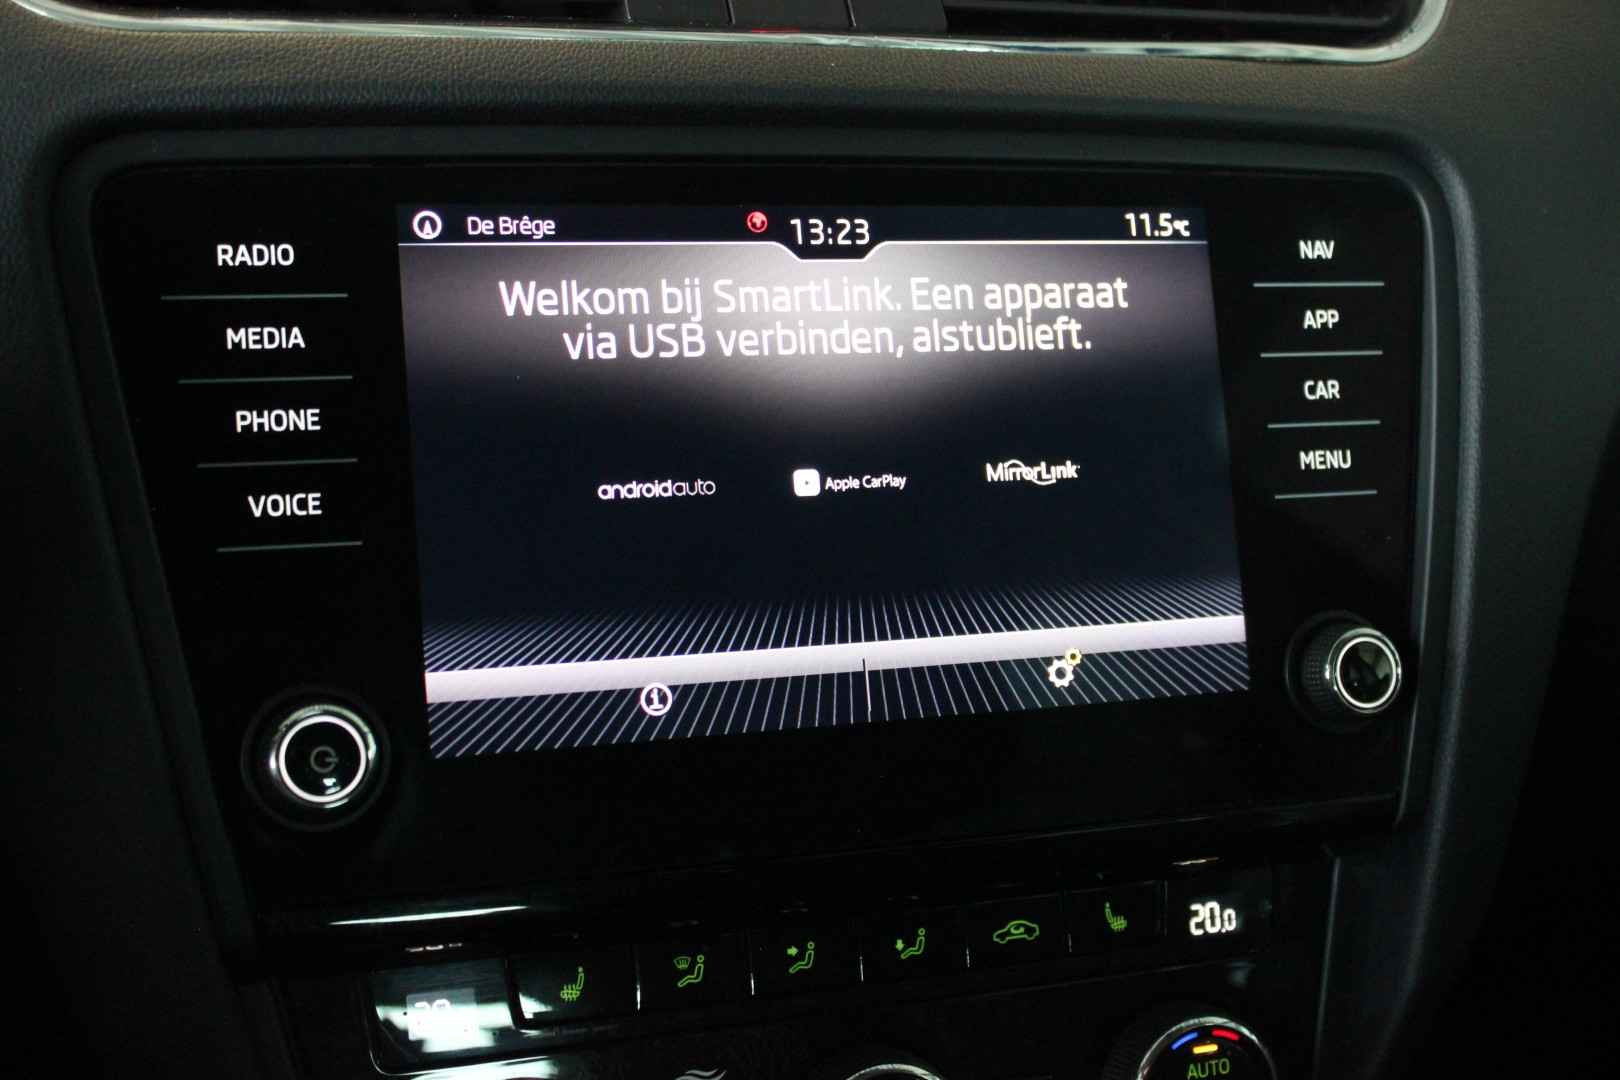 De Brêge
13:23
11.5°C
RADIO
MEDIA
PHONE
VOICE
Welkom bij SmartLink. Een apparaat
via USB verbinden, alstublieft.
androidauto
Apple CarPlay
MirrorLink
NAV
APP
CAR
MENU
20.0
AUTO